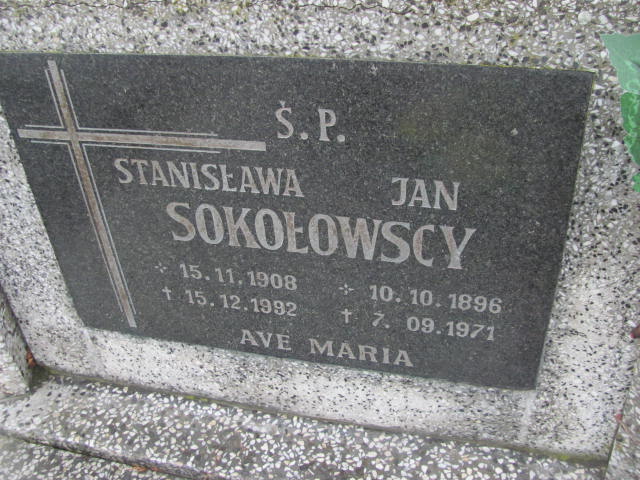 Ś.P.
STANISŁAWA JAN
SOKOŁOWSCY
15.11.1908 10.10.1896
✝ 15.12.1992 ✝ 7.09.1971
AVE MARIA